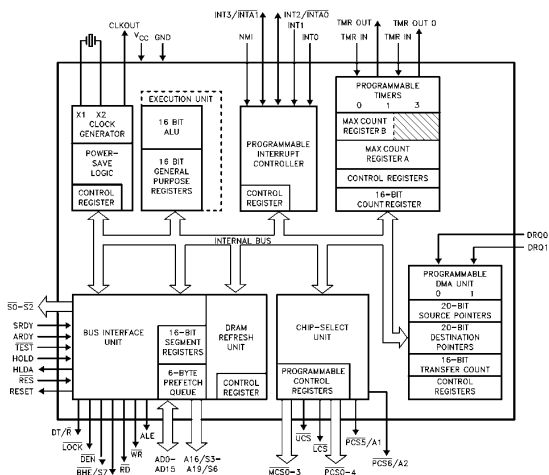 CLKOUT
VCC
GND
INT3/INTA1
INT2/INTA0
NMI
INT1
INT0
TMR OUT
TMR IN
TMR OUT 0
TMR IN
X1 X2
CLOCK
GENERATOR
POWER-
SAVE
LOGIC
CONTROL
REGISTER
EXECUTION UNIT
16 BIT
ALU
16 BIT
GENERAL
PURPOSE
REGISTERS
PROGRAMMABLE
INTERRUPT
CONTROLLER
CONTROL
REGISTER
PROGRAMMABLE
TIMERS
0 1 3
MAX COUNT
REGISTER B
MAX COUNT
REGISTER A
CONTROL REGISTERS
16-BIT
COUNT REGISTER
INTERNAL BUS
DRQ0
DRQ1
PROGRAMMABLE
DMA UNIT
0 1
20-BIT
SOURCE POINTERS
20-BIT
DESTINATION
POINTERS
16-BIT
TRANSFER COUNT
CONTROL
REGISTERS
S0-S2
SRDY
ARDY
TEST
HOLD
HLDA
RES
RESET
BUS INTERFACE
UNIT
16-BIT
SEGMENT
REGISTERS
6-BYTE
PREFETCH
QUEUE
DRAM
REFRESH
UNIT
CONTROL
REGISTER
CHIP-SELECT
UNIT
PROGRAMMABLE
CONTROL
REGISTERS
DT/R
LOCK
DEN
BHE/S7
RD
WR
ALE
AD0-
AD15
A16/S3-
A19/S6
MCS0-3
UCS
LCS
PCS0-4
PCS5/A1
PCS6/A2